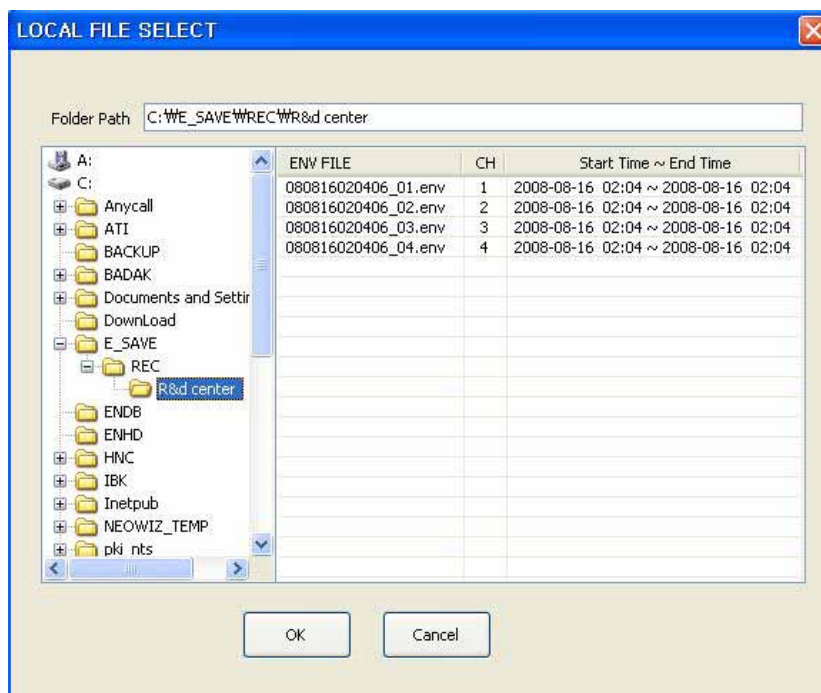 LOCAL FILE SELECT
Folder Path C:₩E_SAVE₩REC₩R&d center
A:
C:
Anycall
ATI
BACKUP
BADAK
Documents and Settir
DownLoad
E_SAVE
REC
R&d center
ENDB
ENHD
HNC
IBK
Inetpub
NEOWIZ_TEMP
pki_nts
ENV FILE CH Start Time ~ End Time
080816020406_01.env 1 2008-08-16 02:04 ~ 2008-08-16 02:04
080816020406_02.env 2 2008-08-16 02:04 ~ 2008-08-16 02:04
080816020406_03.env 3 2008-08-16 02:04 ~ 2008-08-16 02:04
080816020406_04.env 4 2008-08-16 02:04 ~ 2008-08-16 02:04
OK Cancel